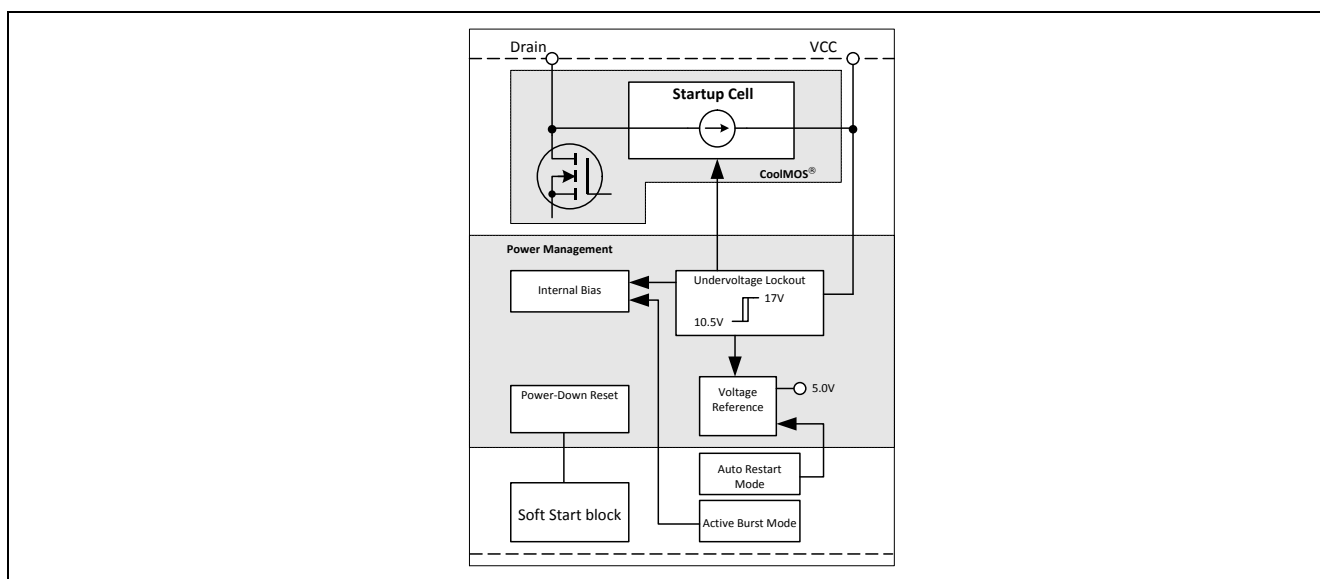 Drain
VCC
Startup Cell
CoolMOS®
Power Management
Internal Bias
Undervoltage Lockout
17V
10.5V
Power-Down Reset
Voltage
Reference
5.0V
Auto Restart
Mode
Soft Start block
Active Burst Mode